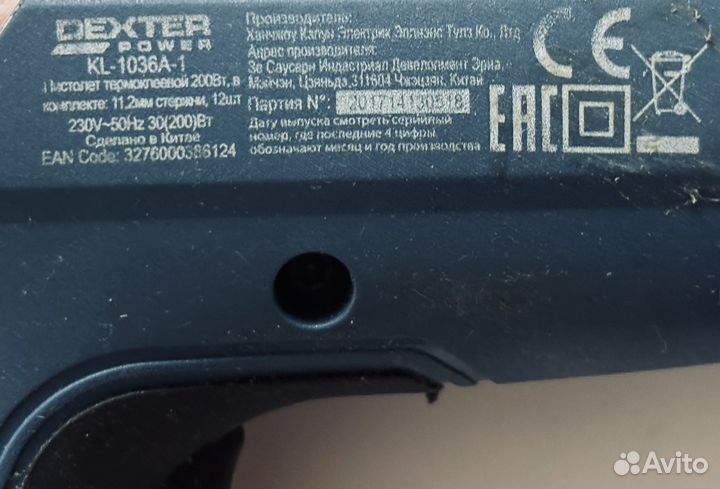 DEXTER
POWER
KL-1036A-1
Пистолет термоклеевой 200Вт, в
комплекте: 11,2мм стержни, 12шт
230V~50Hz 30(200)Вт
Сделано в Китае
EAN Code: 3276000386124
Производитель:
Ханчжоу Капун Электрик Эплиэнс Тулз Ко., Лтд
Адрес производителя:
Зе Саусари Индастриал Девелопмент Эриа,
Мэйчэн, Цзяньдэ,311604 Чжэцзян, Китай
Партия N°: 201714130318
Дату выпуска смотреть серийный
номер, где последние 4 цифры
обозначают месяц и год производства
CE
EAC
Avito